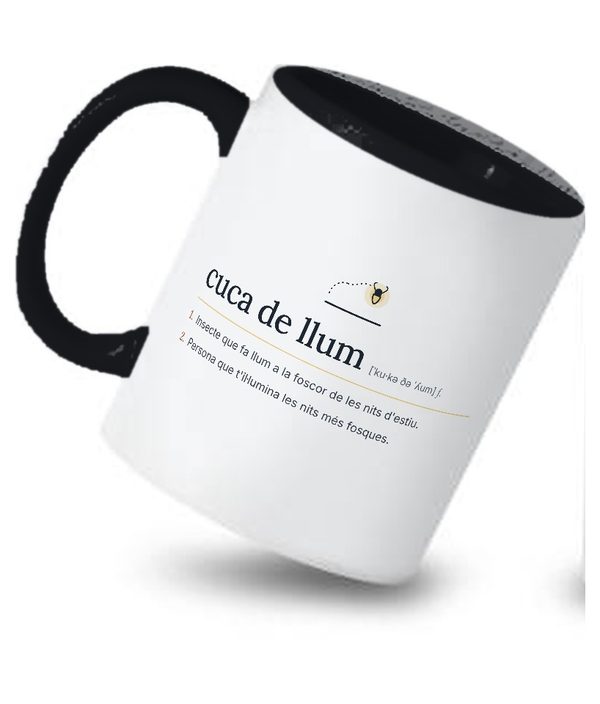 cuca de llum ['ku·kə ðə 'ʎum] f.
1. Insecte que fa llum a la foscor de les nits d'estiu.
2. Persona que t'il·lumina les nits més fosques.